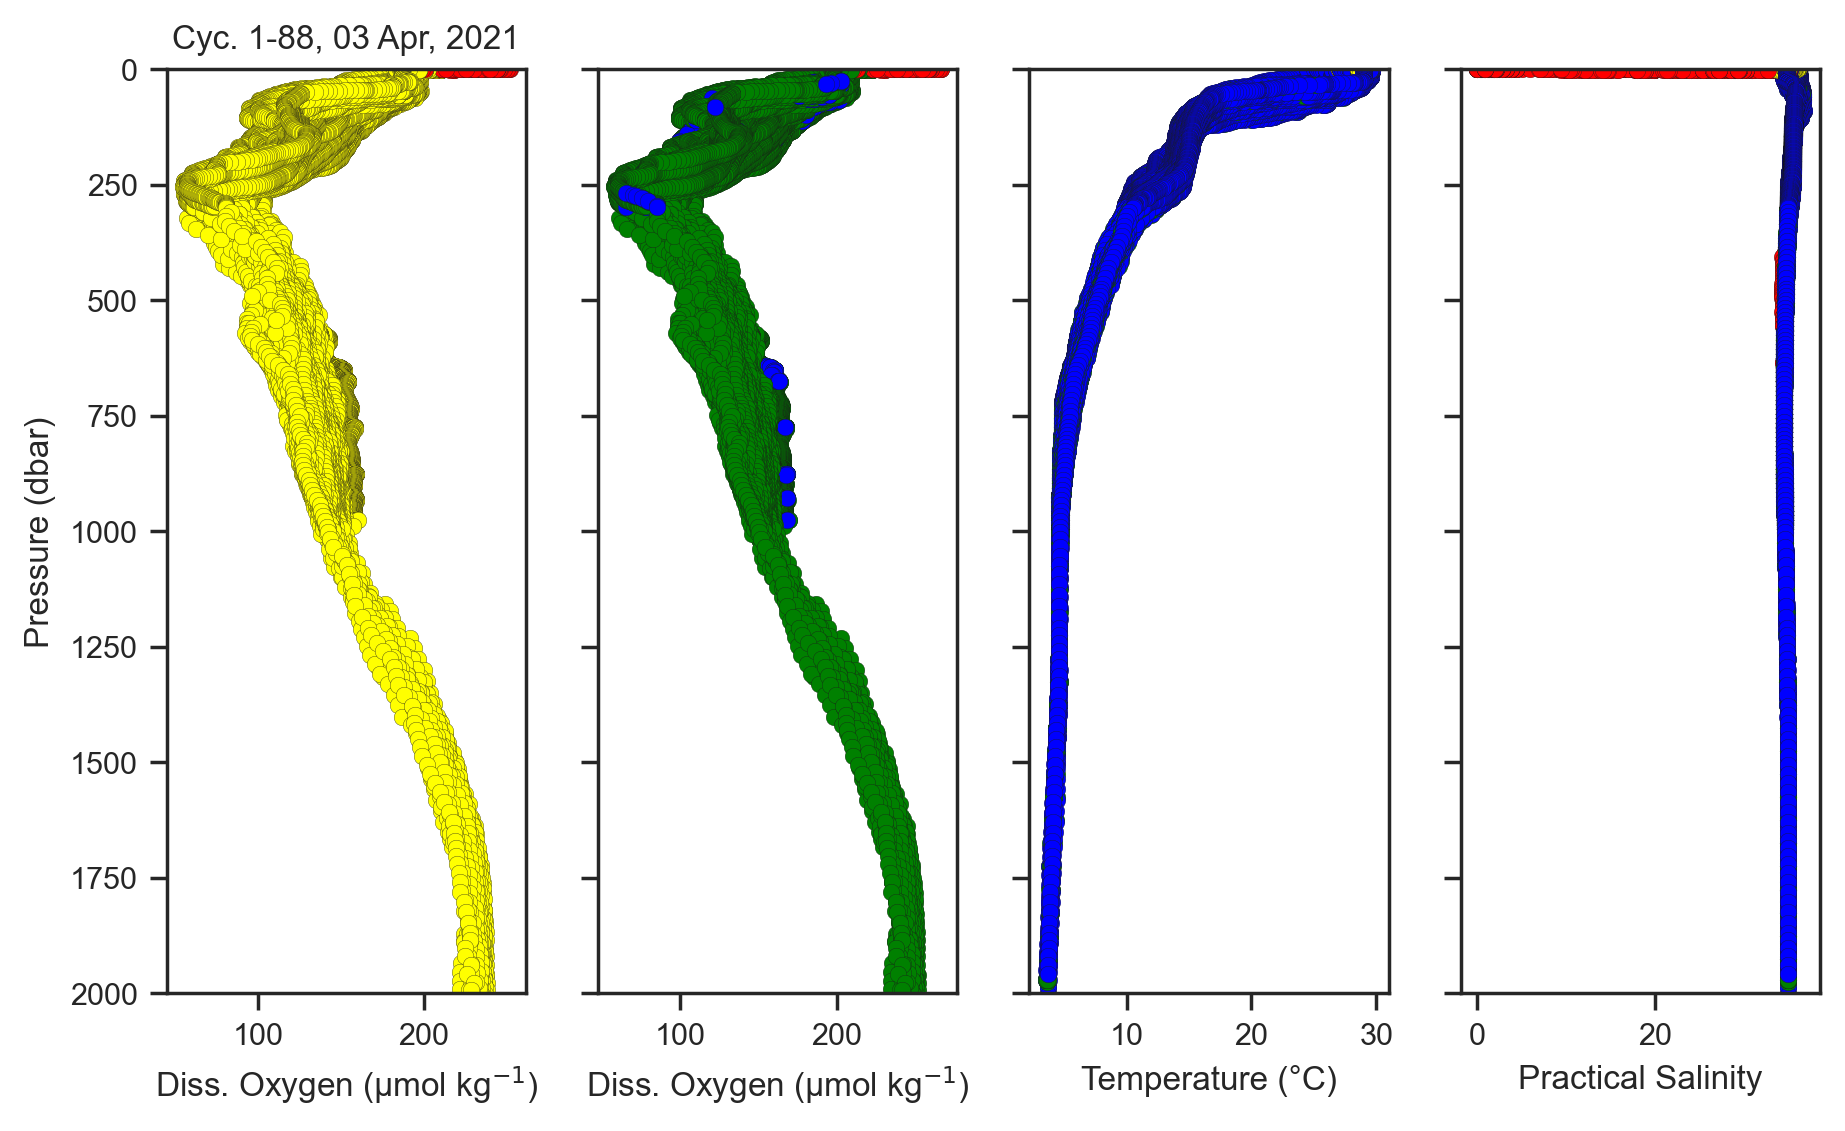 Cyc. 1-88, 03 Apr, 2021
0
250
500
750
1000
1250
1500
1750
2000
Pressure (dbar)
100 200
100 200
10 20 30
0 20
Diss. Oxygen (μmol kg⁻¹)
Diss. Oxygen (μmol kg⁻¹)
Temperature (°C)
Practical Salinity